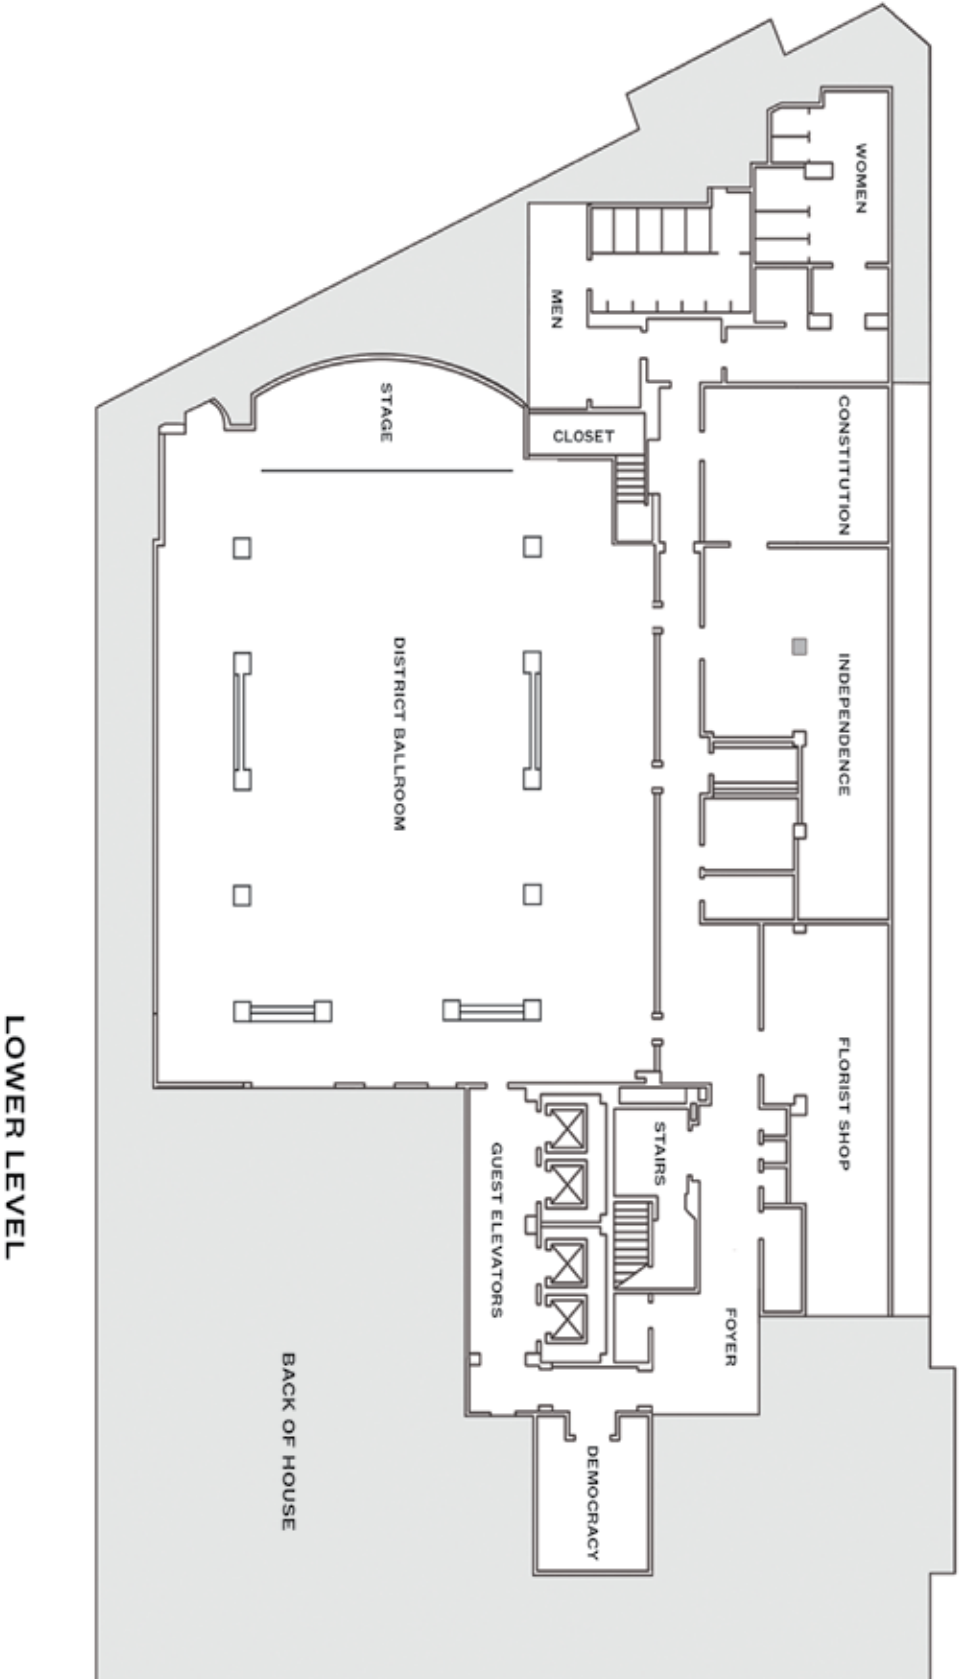 WOMEN
MEN
STAGE
CLOSET
CONSTITUTION
DISTRICT BALLROOM
INDEPENDENCE
FLORIST SHOP
STAIRS
GUEST ELEVATORS
FOYER
BACK OF HOUSE
DEMOCRACY
LOWER LEVEL